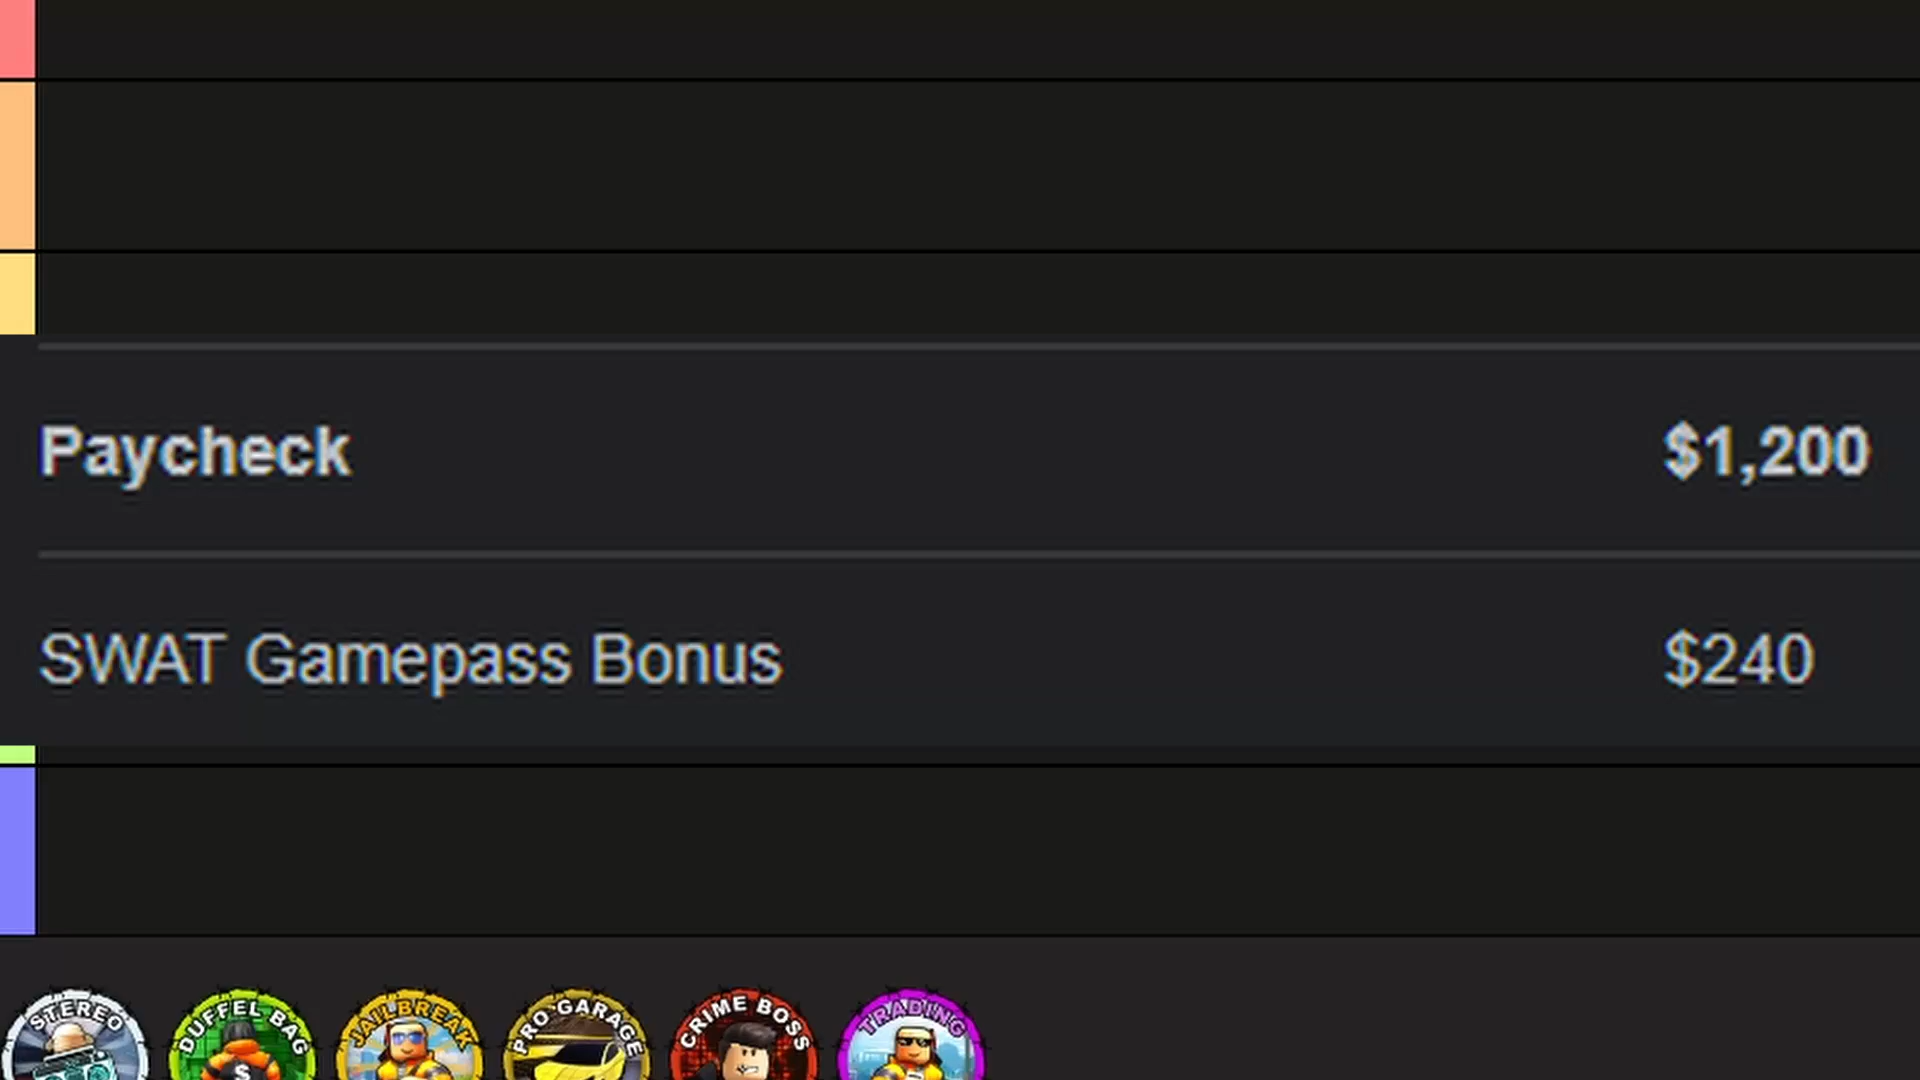 Paycheck $1,200
SWAT Gamepass Bonus $240
STEREO
DUFFEL BAG
$
JAILBREAK
PRO GARAGE
CRIME BOSS
TRADING